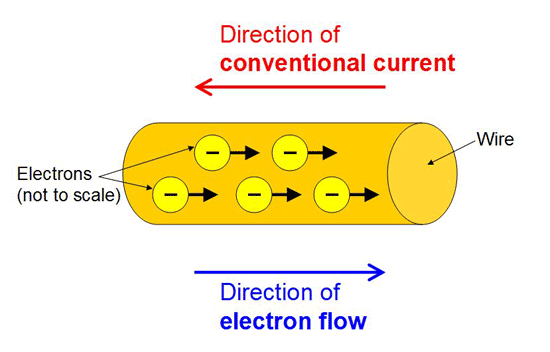 Direction of
conventional current
Wire
Electrons
(not to scale)
Direction of
electron flow